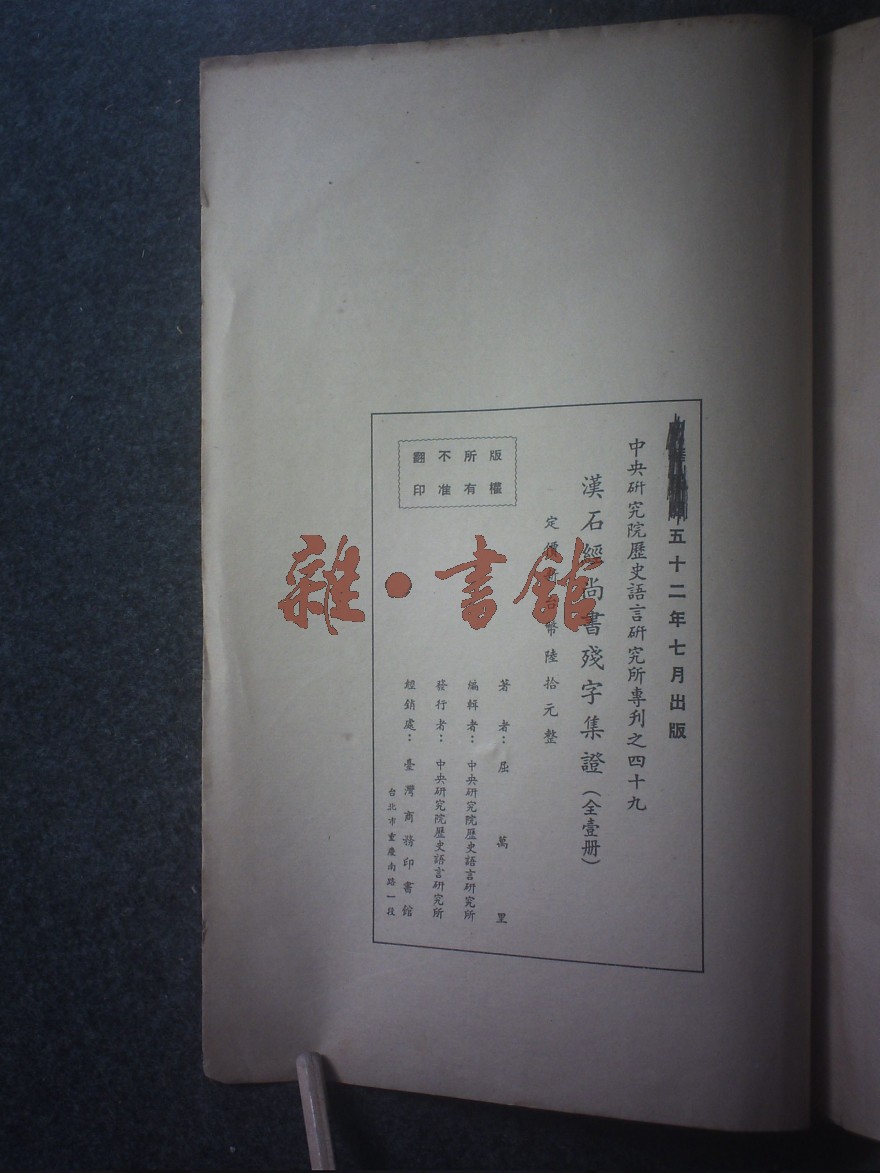 五十二年七月出版
中央研究院歷史語言研究所專刊之四十九
漢石經尚書殘字集證（全壹册）
定價新台幣陸拾元整
版權所有
不准翻印
著者：屈萬里
編輯者：中央研究院歷史語言研究所
發行者：中央研究院歷史語言研究所
經銷處：臺灣商務印書館
台北市重慶南路一段
雜·書館